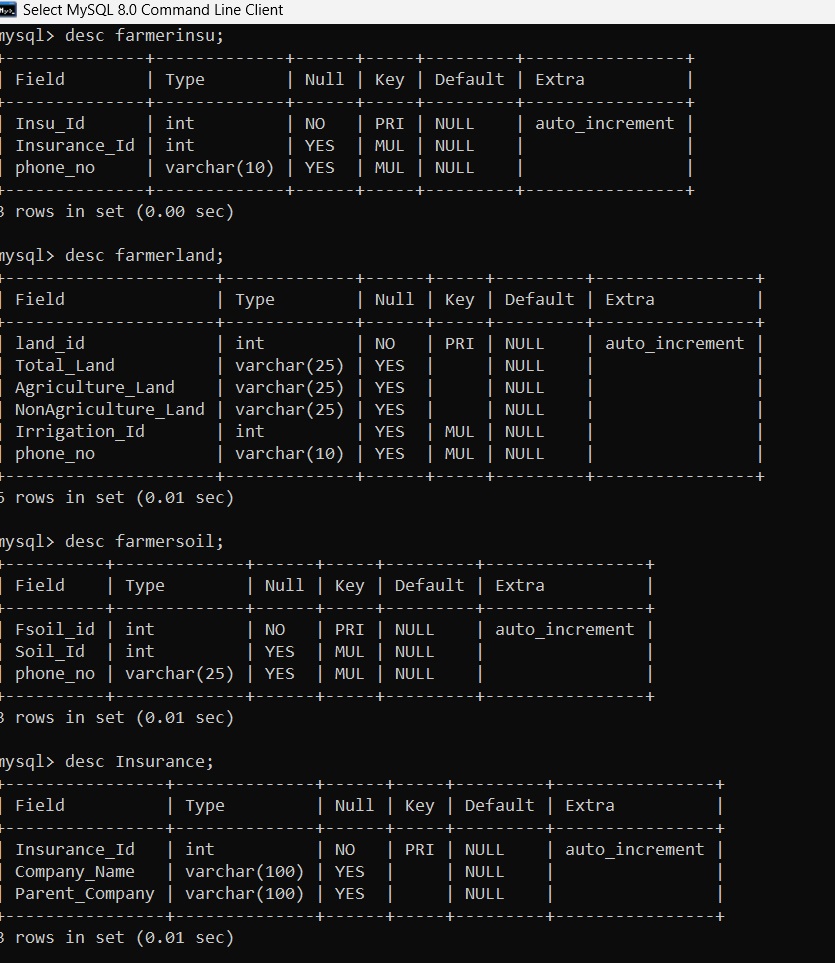 Select MySQL 8.0 Command Line Client
mysql> desc farmerinsu;
+--------------+-------------+------+-----+---------+----------------+
| Field        | Type        | Null | Key | Default | Extra          |
+--------------+-------------+------+-----+---------+----------------+
| Insu_Id      | int         | NO   | PRI | NULL    | auto_increment |
| Insurance_Id | int         | YES  | MUL | NULL    |                |
| phone_no     | varchar(10) | YES  | MUL | NULL    |                |
+--------------+-------------+------+-----+---------+----------------+
3 rows in set (0.00 sec)
mysql> desc farmerland;
+---------------------+-------------+------+-----+---------+----------------+
| Field               | Type        | Null | Key | Default | Extra          |
+---------------------+-------------+------+-----+---------+----------------+
| land_id             | int         | NO   | PRI | NULL    | auto_increment |
| Total_Land          | varchar(25) | YES  |     | NULL    |                |
| Agriculture_Land    | varchar(25) | YES  |     | NULL    |                |
| NonAgriculture_Land | varchar(25) | YES  |     | NULL    |                |
| Irrigation_Id       | int         | YES  | MUL | NULL    |                |
| phone_no            | varchar(10) | YES  | MUL | NULL    |                |
+---------------------+-------------+------+-----+---------+----------------+
6 rows in set (0.01 sec)
mysql> desc farmersoil;
+----------+-------------+------+-----+---------+----------------+
| Field    | Type        | Null | Key | Default | Extra          |
+----------+-------------+------+-----+---------+----------------+
| Fsoil_id | int         | NO   | PRI | NULL    | auto_increment |
| Soil_Id  | int         | YES  | MUL | NULL    |                |
| phone_no | varchar(25) | YES  | MUL | NULL    |                |
+----------+-------------+------+-----+---------+----------------+
3 rows in set (0.01 sec)
mysql> desc Insurance;
+----------------+--------------+------+-----+---------+----------------+
| Field          | Type         | Null | Key | Default | Extra          |
+----------------+--------------+------+-----+---------+----------------+
| Insurance_Id   | int          | NO   | PRI | NULL    | auto_increment |
| Company_Name   | varchar(100) | YES  |     | NULL    |                |
| Parent_Company | varchar(100) | YES  |     | NULL    |                |
+----------------+--------------+------+-----+---------+----------------+
3 rows in set (0.01 sec)